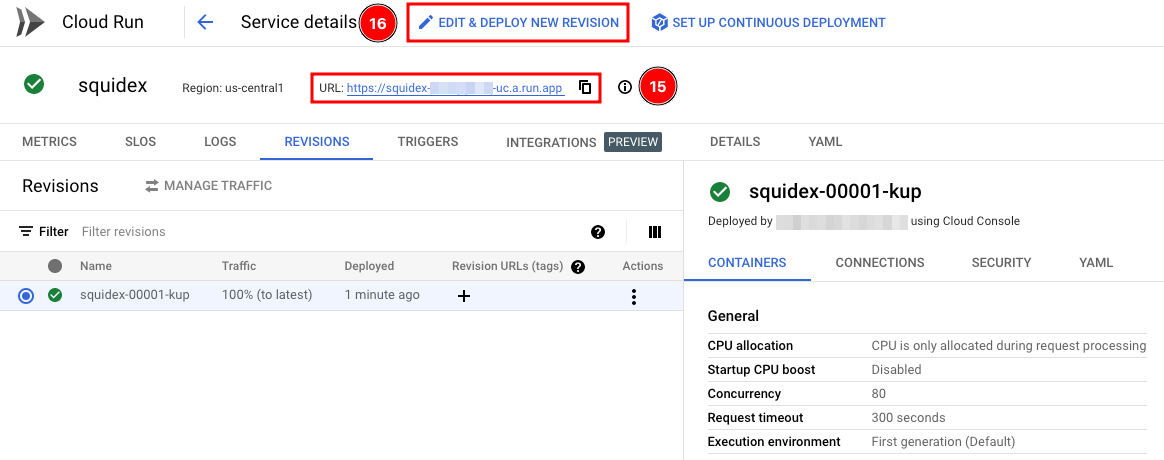 Cloud Run
Service details
16
EDIT & DEPLOY NEW REVISION
SET UP CONTINUOUS DEPLOYMENT
squidex
Region: us-central1
URL: https://squidex- -uc.a.run.app
15
METRICS
SLOS
LOGS
REVISIONS
TRIGGERS
INTEGRATIONS
PREVIEW
DETAILS
YAML
Revisions
MANAGE TRAFFIC
Filter
Filter revisions
Name
Traffic
Deployed
Revision URLs (tags)
Actions
squidex-00001-kup
100% (to latest)
1 minute ago
squidex-00001-kup
Deployed by using Cloud Console
CONTAINERS
CONNECTIONS
SECURITY
YAML
General
CPU allocation
CPU is only allocated during request processing
Startup CPU boost
Disabled
Concurrency
80
Request timeout
300 seconds
Execution environment
First generation (Default)